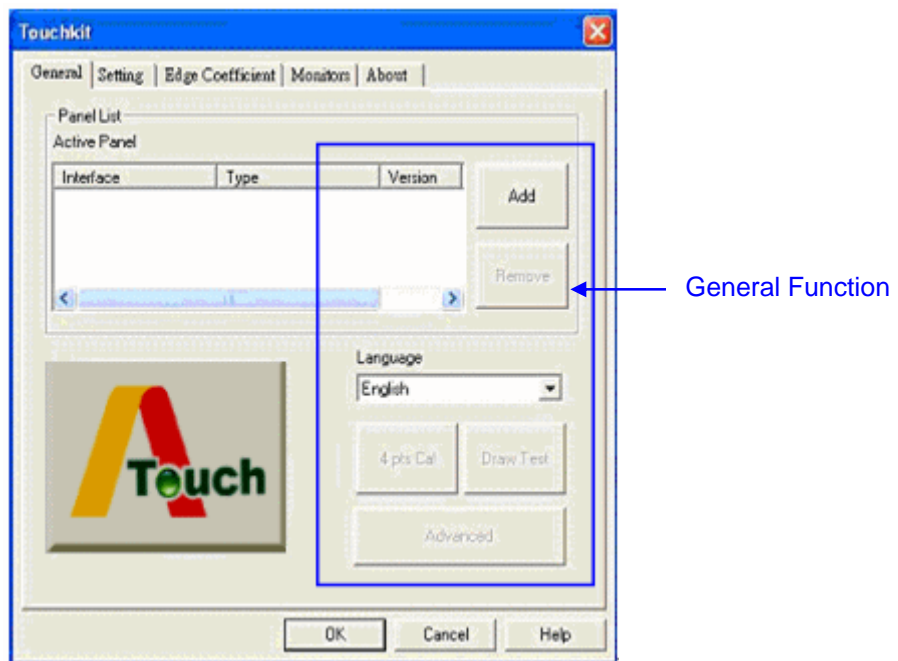 Touchkit
General Setting Edge Coefficient Monitors About
Panel List
Active Panel
Interface Type Version
Add
Remove
General Function
Language
English
4 pts Cal
Draw Test
Advanced
Touch
OK Cancel Help